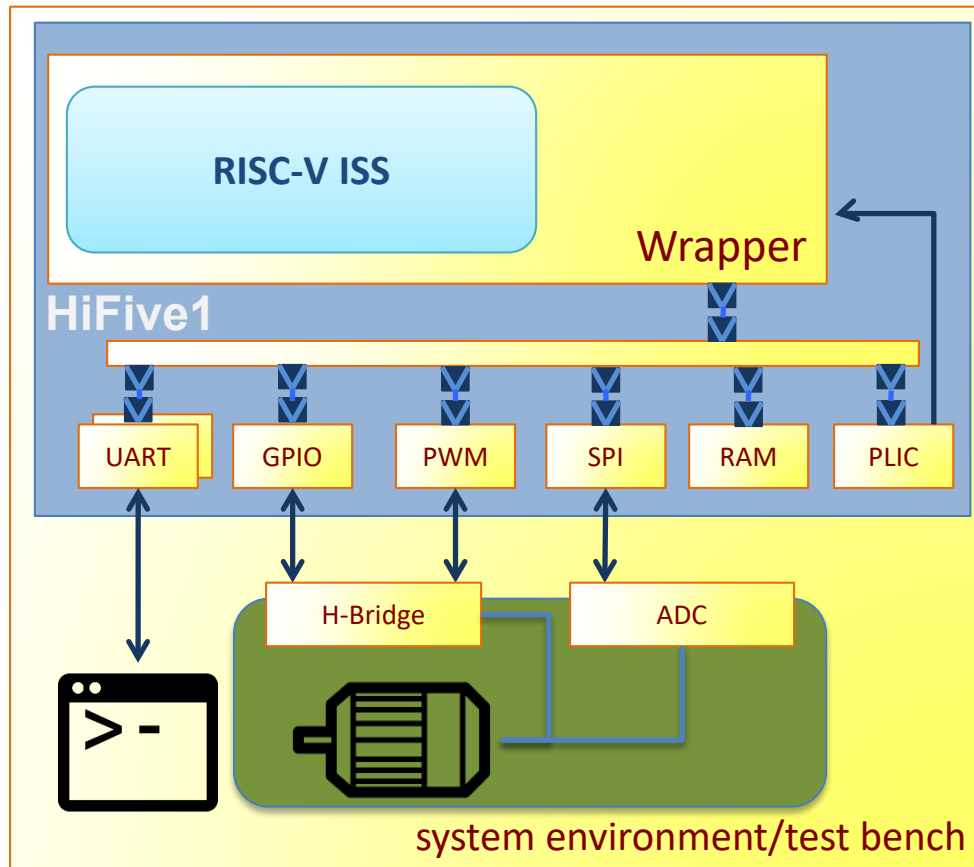 RISC-V ISS
Wrapper
HiFive1
UART
GPIO
PWM
SPI
RAM
PLIC
H-Bridge
ADC
>-
system environment/test bench